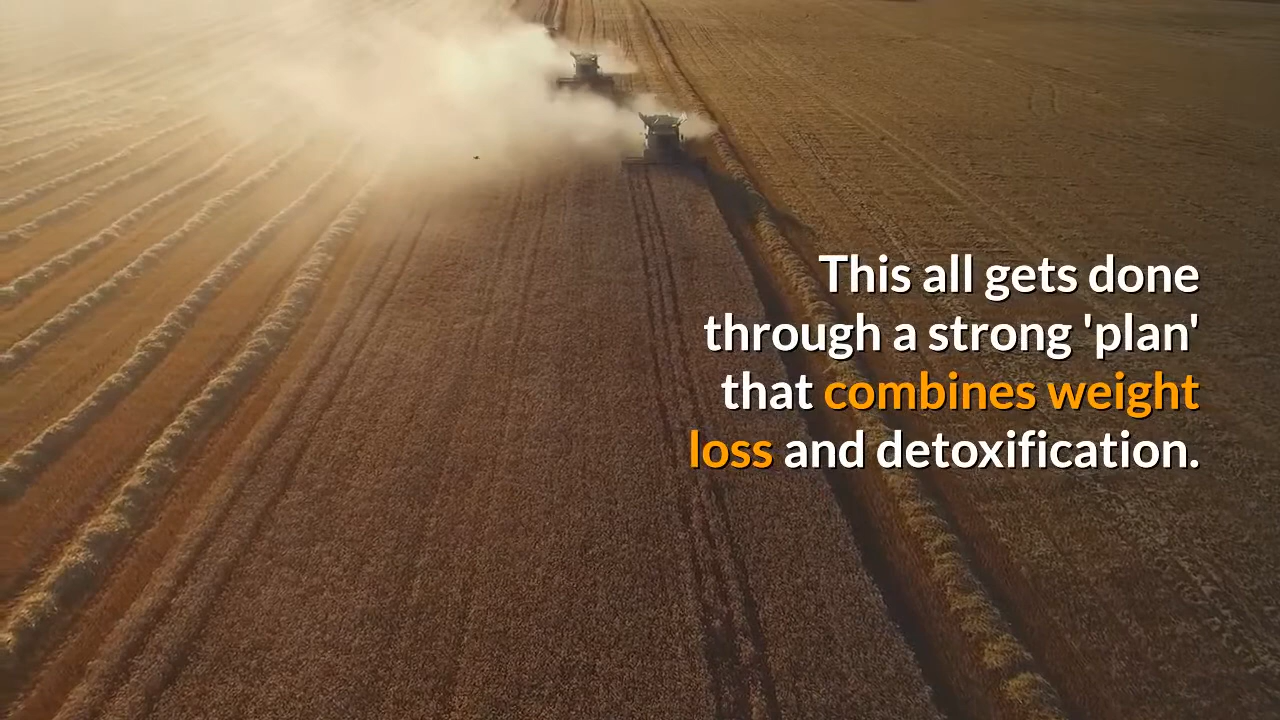 This all gets done
through a strong 'plan'
that combines weight
loss and detoxification.